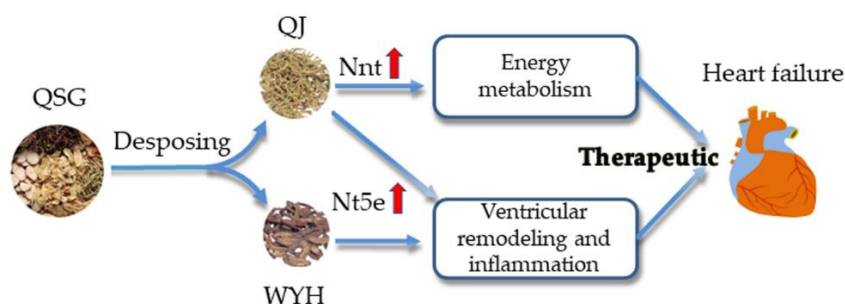 QSG
Desposing
QJ
WYH
Nnt
Nt5e
Energy
metabolism
Ventricular
remodeling and
inflammation
Therapeutic
Heart failure